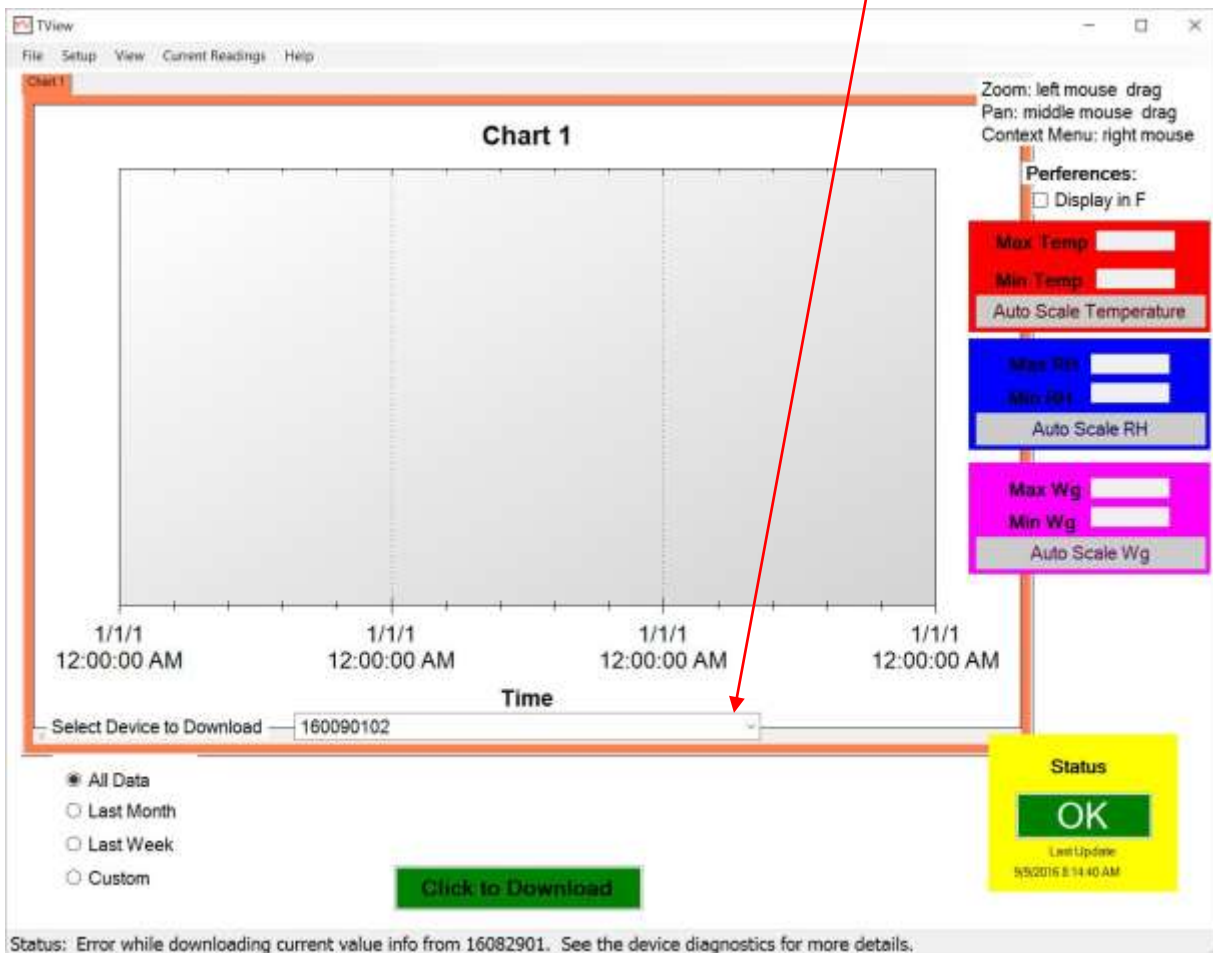 TView
File Setup View Current Readings Help
Chart 1
Zoom: left mouse drag
Pan: middle mouse drag
Context Menu: right mouse
Chart 1
Perferences:
Display in F
Max Temp
Min Temp
Auto Scale Temperature
Max RH
Min RH
Auto Scale RH
Max Wg
Min Wg
Auto Scale Wg
1/1/1 1/1/1 1/1/1 1/1/1
12:00:00 AM 12:00:00 AM 12:00:00 AM 12:00:00 AM
Time
Select Device to Download 160090102
All Data
Last Month
Last Week
Custom
Click to Download
Status
OK
Last Update
9/9/2016 8:14:40 AM
Status: Error while downloading current value info from 16082901. See the device diagnostics for more details.